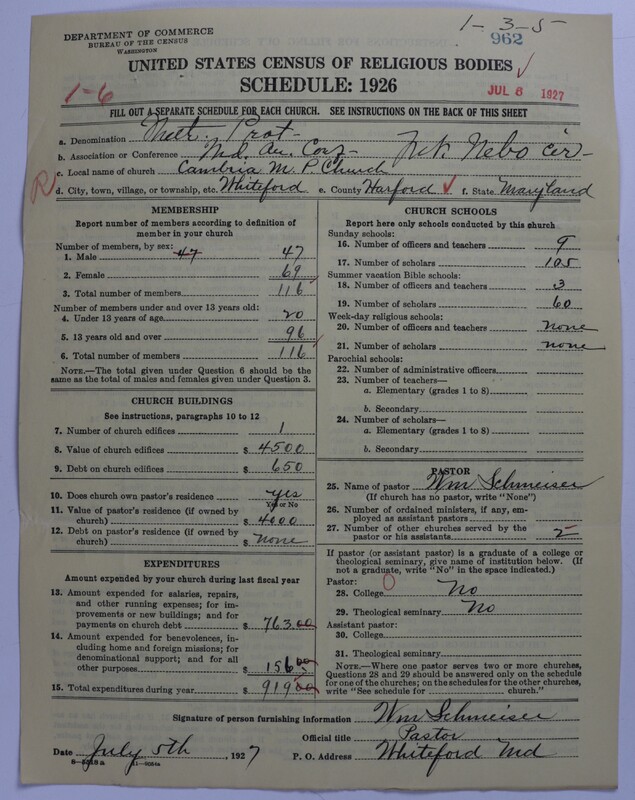 1-3-5
DEPARTMENT OF COMMERCE
BUREAU OF THE CENSUS
WASHINGTON
962
UNITED STATES CENSUS OF RELIGIOUS BODIES
SCHEDULE: 1926
1-6
JUL 6 1927
FILL OUT A SEPARATE SCHEDULE FOR EACH CHURCH. SEE INSTRUCTIONS ON THE BACK OF THIS SHEET
a. Denomination Meth. Prot-
b. Association or Conference Md. An. Conf- Nebo cir-
c. Local name of church Cambria M. P. Church
R
d. City, town, village, or township, etc. Whiteford e. County Harford f. State Maryland
MEMBERSHIP
Report number of members according to definition of member in your church
Number of members, by sex:
1. Male 47 47
2. Female 69
3. Total number of members 116
Number of members under and over 13 years old:
4. Under 13 years of age 20
5. 13 years old and over 96
6. Total number of members 116
NOTE.—The total given under Question 6 should be the same as the total of males and females given under Question 3.
CHURCH BUILDINGS
See instructions, paragraphs 10 to 12
7. Number of church edifices 1
8. Value of church edifices $ 4500
9. Debt on church edifices $ 650
10. Does church own pastor's residence yes
Yes or No
11. Value of pastor's residence (if owned by church) $ 4000
12. Debt on pastor's residence (if owned by church) $ none
EXPENDITURES
Amount expended by your church during last fiscal year
13. Amount expended for salaries, repairs, and other running expenses; for improvements or new buildings; and for payments on church debt $ 763.00
14. Amount expended for benevolences, including home and foreign missions; for denominational support; and for all other purposes $ 156 00
15. Total expenditures during year $ 919 00
CHURCH SCHOOLS
Report here only schools conducted by this church
Sunday schools:
16. Number of officers and teachers 9
17. Number of scholars 105
Summer vacation Bible schools:
18. Number of officers and teachers 3
19. Number of scholars 60
Week-day religious schools:
20. Number of officers and teachers none
21. Number of scholars none
Parochial schools:
22. Number of administrative officers
23. Number of teachers—
a. Elementary (grades 1 to 8)
b. Secondary
24. Number of scholars—
a. Elementary (grades 1 to 8)
b. Secondary
PASTOR
25. Name of pastor Wm Schmeiser
(If church has no pastor, write "None")
26. Number of ordained ministers, if any, employed as assistant pastors
27. Number of other churches served by the pastor or his assistants 2
If pastor (or assistant pastor) is a graduate of a college or theological seminary, give name of institution below. (If not a graduate, write "No" in the space indicated.)
Pastor:
28. College No
29. Theological seminary No
Assistant pastor:
30. College
31. Theological seminary
NOTE.—Where one pastor serves two or more churches, Questions 28 and 29 should be answered only on the schedule for one of the churches; on the schedules for the other churches, write "See schedule for church."
Signature of person furnishing information Wm Schmeiser
Official title Pastor
Date July 5th, 1927 P. O. Address Whiteford Md